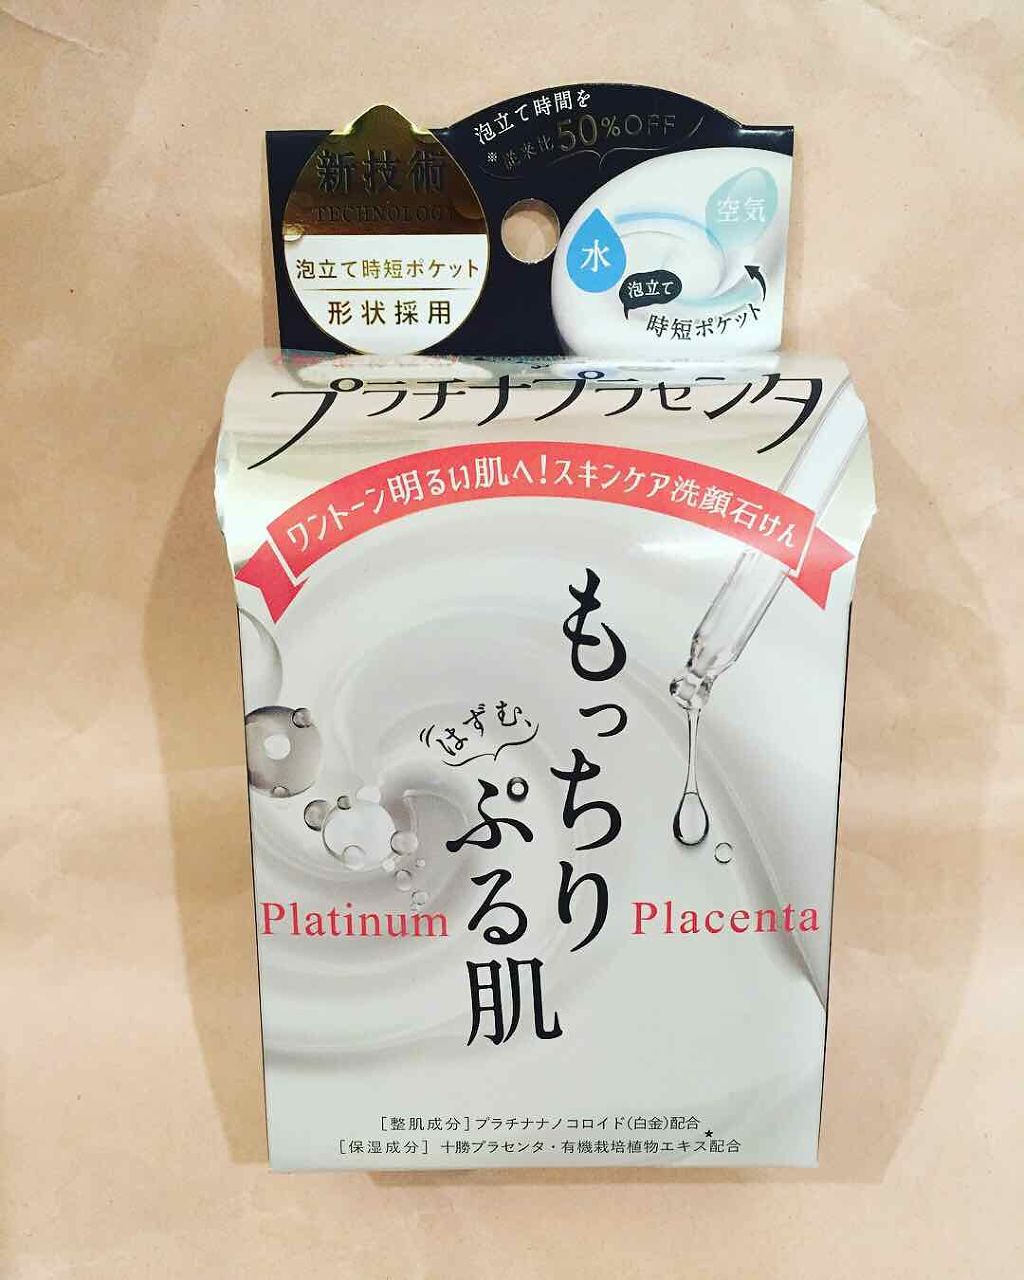 泡立て時間を
※従来比50%OFF
新技術
TECHNOLOGY
泡立て時短ポケット
形状採用
空気
水
泡立て
時短ポケット
プラチナプラセンタ
ワントーン明るい肌へ!スキンケア洗顔石けん
もっちり
はずむ、
ぷる肌
Platinum Placenta
[整肌成分]プラチナナノコロイド(白金)配合
[保湿成分] 十勝プラセンタ・有機栽培植物エキス★配合